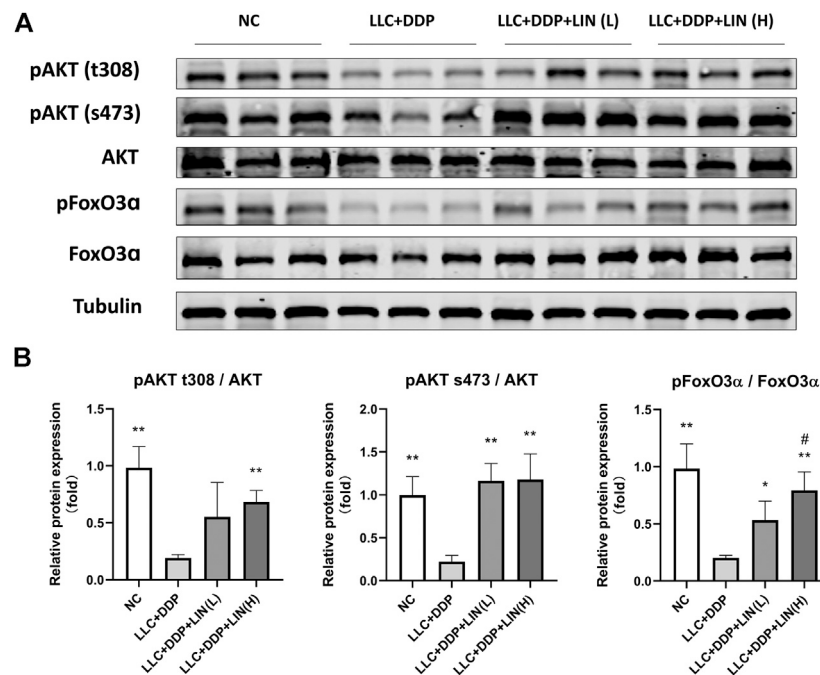 A
NC
LLC+DDP
LLC+DDP+LIN (L)
LLC+DDP+LIN (H)
pAKT (t308)
pAKT (s473)
AKT
pFoxO3ɑ
FoxO3ɑ
Tubulin
B
pAKT t308 / AKT
Relative protein expression
(fold)
1.5
1.0
0.5
0.0
**
**
NC
LLC+DDP
LLC+DDP+LIN(L)
LLC+DDP+LIN(H)
pAKT s473 / AKT
Relative protein expression
(fold)
2.0
1.5
1.0
0.5
0.0
**
**
**
NC
LLC+DDP
LLC+DDP+LIN(L)
LLC+DDP+LIN(H)
pFoxO3α / FoxO3α
Relative protein expression
(fold)
1.5
1.0
0.5
0.0
**
*
#
**
NC
LLC+DDP
LLC+DDP+LIN(L)
LLC+DDP+LIN(H)